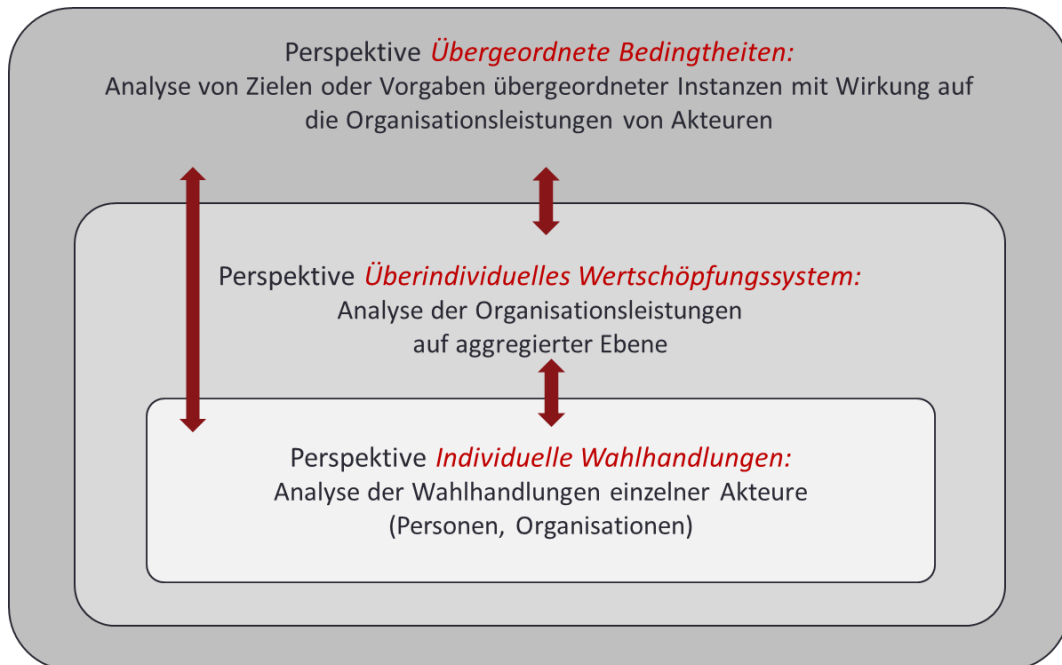 Perspektive Übergeordnete Bedingtheiten:
Analyse von Zielen oder Vorgaben übergeordneter Instanzen mit Wirkung auf
die Organisationsleistungen von Akteuren
Perspektive Überindividuelles Wertschöpfungssystem:
Analyse der Organisationsleistungen
auf aggregierter Ebene
Perspektive Individuelle Wahlhandlungen:
Analyse der Wahlhandlungen einzelner Akteure
(Personen, Organisationen)